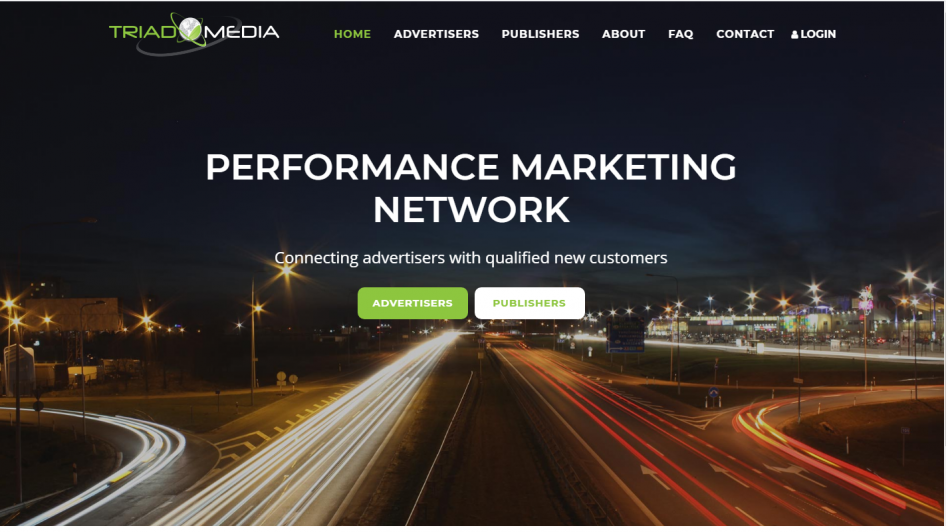 TRIAD MEDIA
HOME ADVERTISERS PUBLISHERS ABOUT FAQ CONTACT LOGIN
PERFORMANCE MARKETING
NETWORK
Connecting advertisers with qualified new customers
ADVERTISERS PUBLISHERS